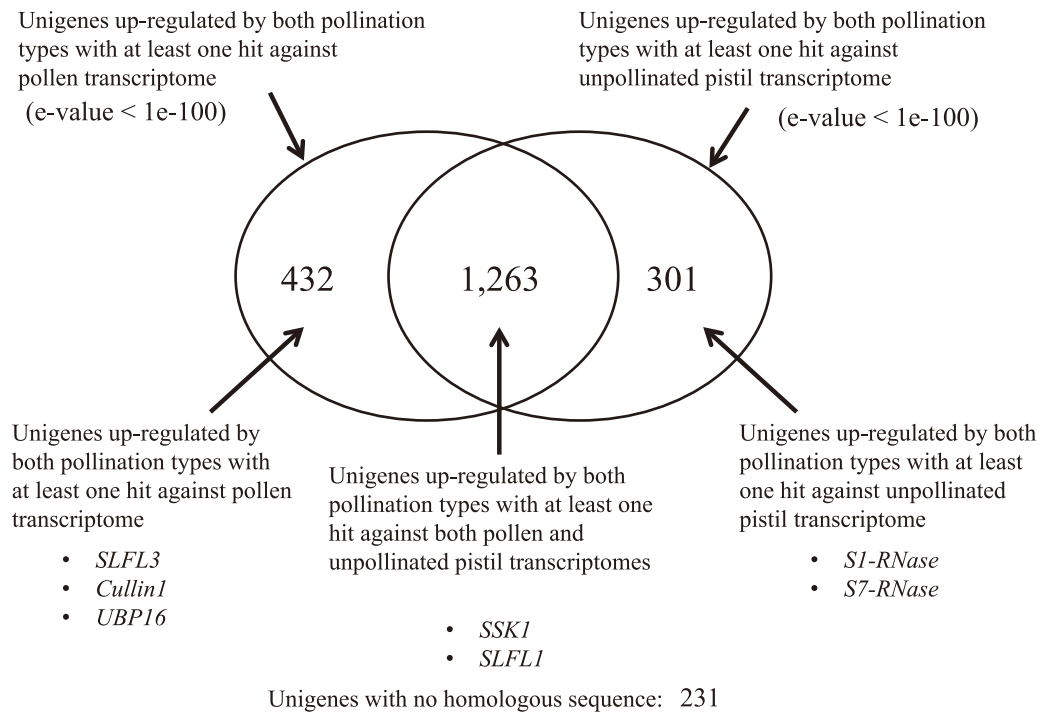 Unigenes up-regulated by both pollination
types with at least one hit against
pollen transcriptome
(e-value < 1e-100)
Unigenes up-regulated by both pollination
types with at least one hit against
unpollinated pistil transcriptome
(e-value < 1e-100)
432
1,263
301
Unigenes up-regulated by
both pollination types with
at least one hit against pollen
transcriptome
• SLFL3
• Cullin1
• UBP16
Unigenes up-regulated by both
pollination types with at least one
hit against both pollen and
unpollinated pistil transcriptomes
• SSK1
• SLFL1
Unigenes up-regulated by both
pollination types with at least
one hit against unpollinated
pistil transcriptome
• S1-RNase
• S7-RNase
Unigenes with no homologous sequence: 231